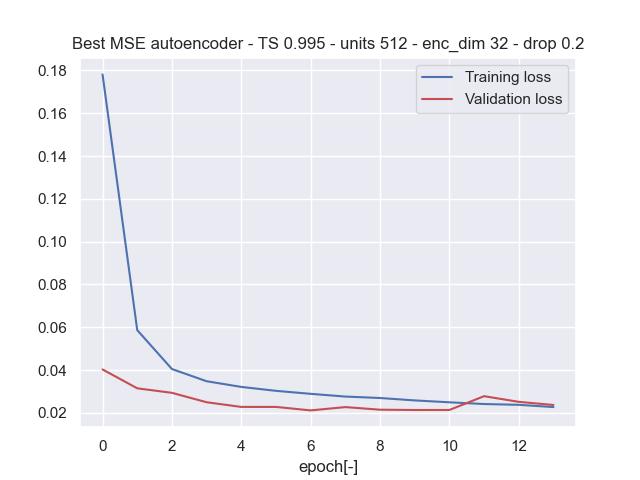 Best MSE autoencoder - TS 0.995 - units 512 - enc_dim 32 - drop 0.2
Training loss
Validation loss
0.18
0.16
0.14
0.12
0.10
0.08
0.06
0.04
0.02
0 2 4 6 8 10 12
epoch[-]